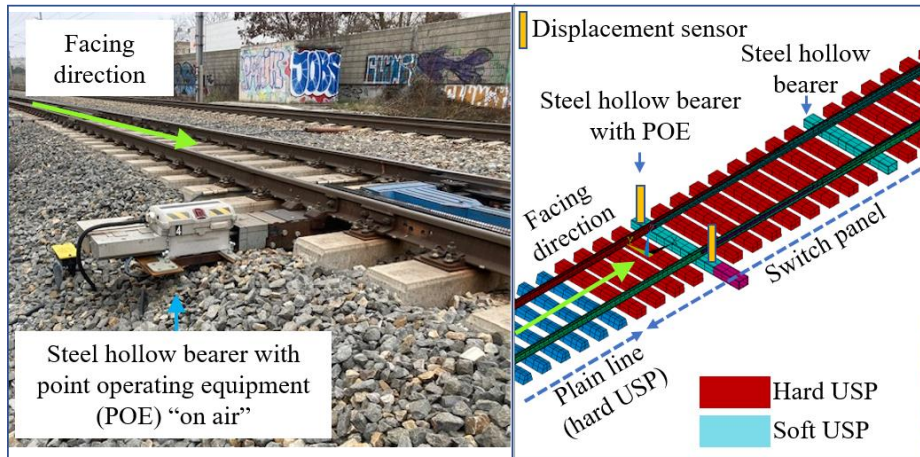 Facing
direction
JOBS
4
Steel hollow bearer with
point operating equipment
(POE) “on air”
Displacement sensor
Steel hollow
bearer
Steel hollow bearer
with POE
Facing
direction
Switch panel
Plain line
(hard USP)
Hard USP
Soft USP